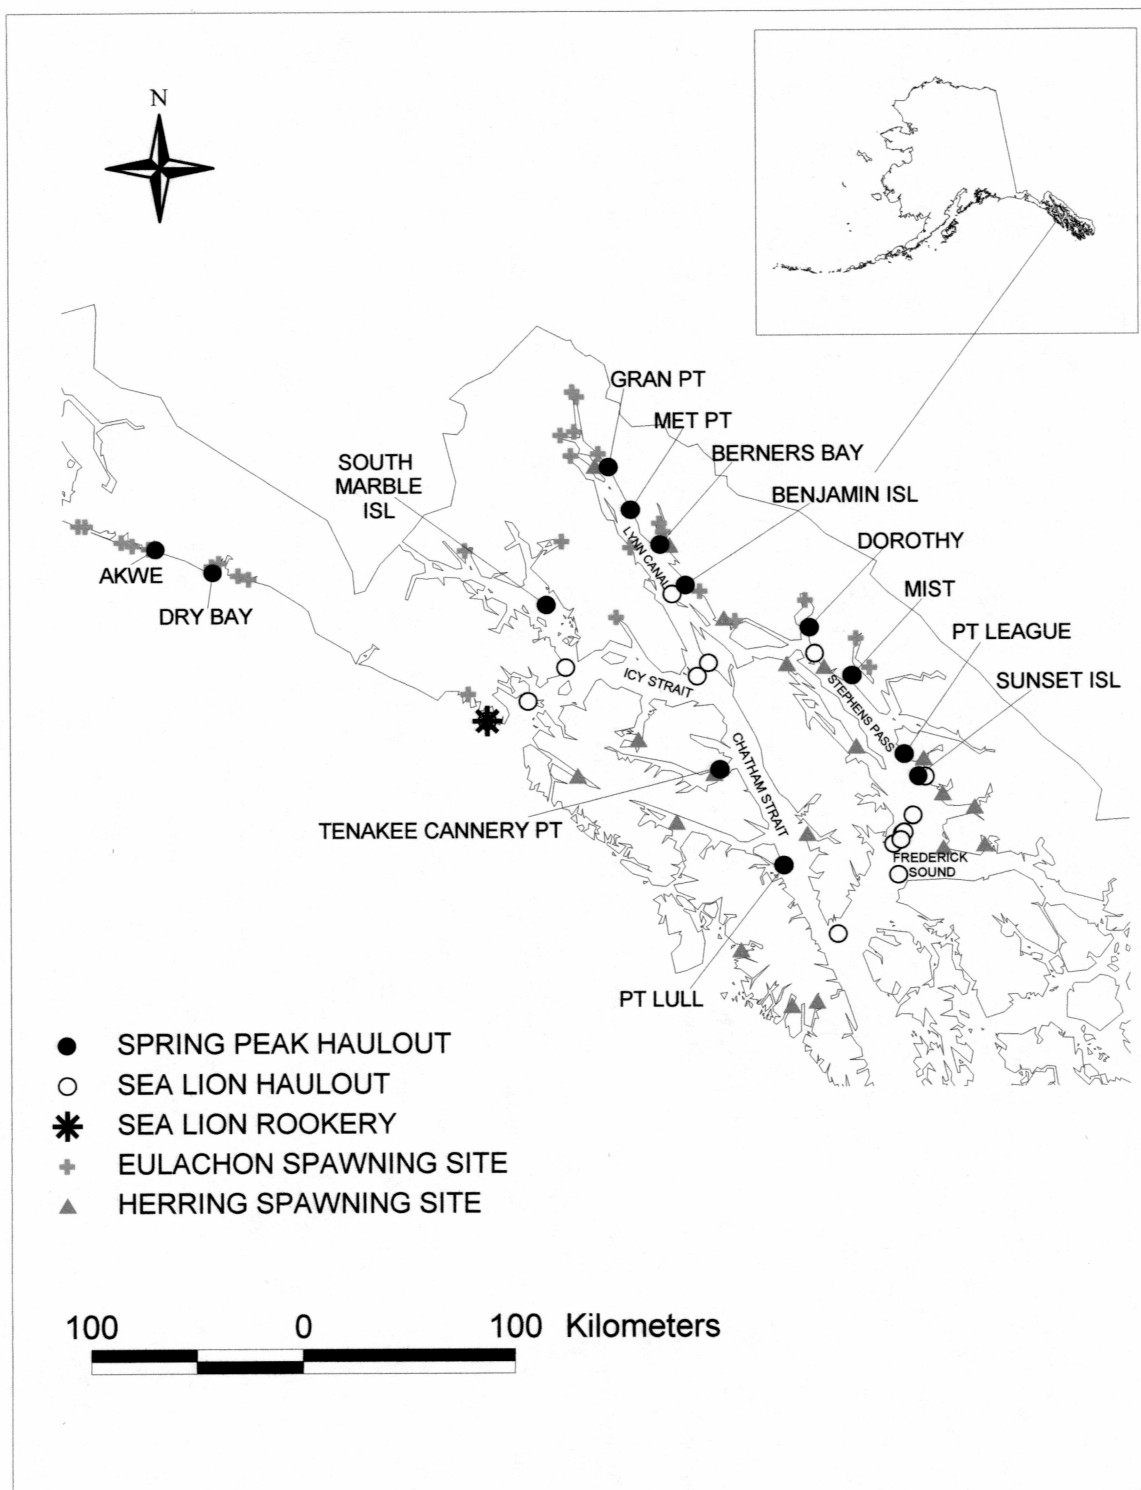 N
GRAN PT
MET PT
BERNERS BAY
BENJAMIN ISL
SOUTH
MARBLE
ISL
DOROTHY
MIST
PT LEAGUE
SUNSET ISL
AKWE
DRY BAY
LYNN CANAL
ICY STRAIT
STEPHENS PASS
CHATHAM STRAIT
TENAKEE CANNERY PT
FREDERICK
SOUND
PT LULL
SPRING PEAK HAULOUT
SEA LION HAULOUT
SEA LION ROOKERY
EULACHON SPAWNING SITE
HERRING SPAWNING SITE
100 0 100 Kilometers